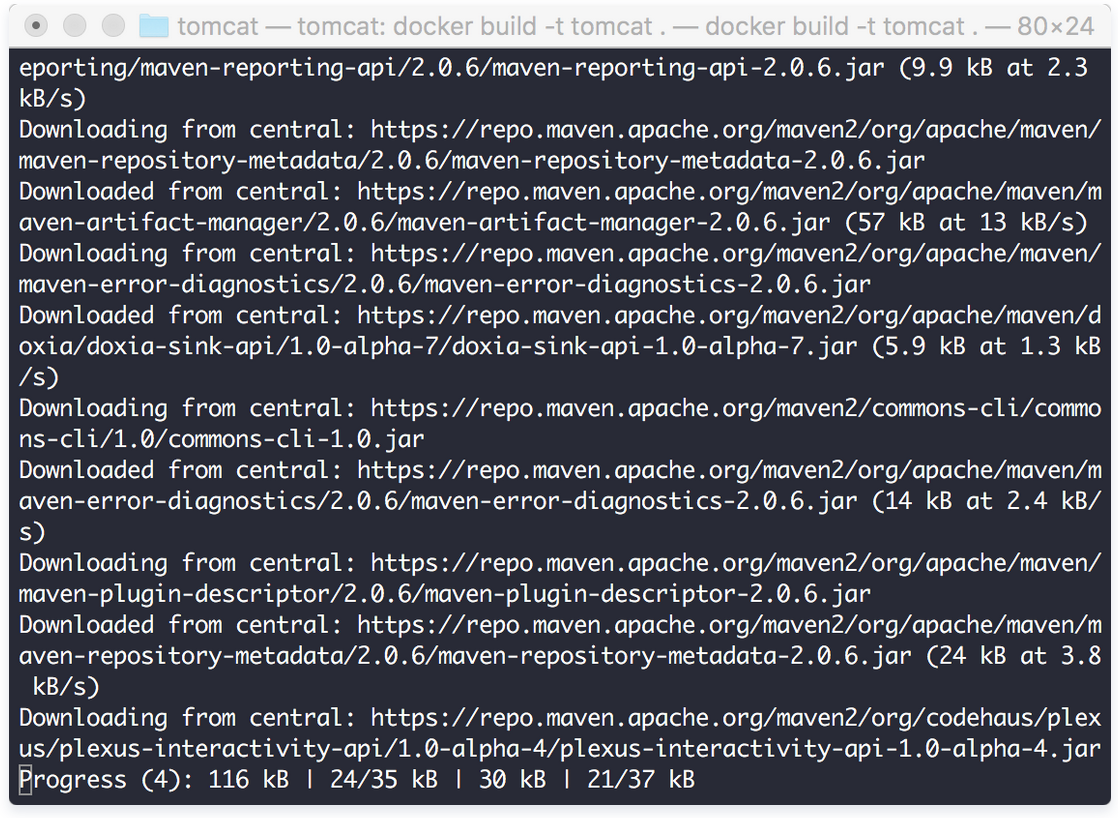 tomcat — tomcat: docker build -t tomcat . — docker build -t tomcat . — 80×24
eporting/maven-reporting-api/2.0.6/maven-reporting-api-2.0.6.jar (9.9 kB at 2.3
kB/s)
Downloading from central: https://repo.maven.apache.org/maven2/org/apache/maven/
maven-repository-metadata/2.0.6/maven-repository-metadata-2.0.6.jar
Downloaded from central: https://repo.maven.apache.org/maven2/org/apache/maven/m
aven-artifact-manager/2.0.6/maven-artifact-manager-2.0.6.jar (57 kB at 13 kB/s)
Downloading from central: https://repo.maven.apache.org/maven2/org/apache/maven/
maven-error-diagnostics/2.0.6/maven-error-diagnostics-2.0.6.jar
Downloaded from central: https://repo.maven.apache.org/maven2/org/apache/maven/d
oxia/doxia-sink-api/1.0-alpha-7/doxia-sink-api-1.0-alpha-7.jar (5.9 kB at 1.3 kB
/s)
Downloading from central: https://repo.maven.apache.org/maven2/commons-cli/commo
ns-cli/1.0/commons-cli-1.0.jar
Downloaded from central: https://repo.maven.apache.org/maven2/org/apache/maven/m
aven-error-diagnostics/2.0.6/maven-error-diagnostics-2.0.6.jar (14 kB at 2.4 kB/
s)
Downloading from central: https://repo.maven.apache.org/maven2/org/apache/maven/
maven-plugin-descriptor/2.0.6/maven-plugin-descriptor-2.0.6.jar
Downloaded from central: https://repo.maven.apache.org/maven2/org/apache/maven/m
aven-repository-metadata/2.0.6/maven-repository-metadata-2.0.6.jar (24 kB at 3.8
 kB/s)
Downloading from central: https://repo.maven.apache.org/maven2/org/codehaus/plex
us/plexus-interactivity-api/1.0-alpha-4/plexus-interactivity-api-1.0-alpha-4.jar
Progress (4): 116 kB | 24/35 kB | 30 kB | 21/37 kB